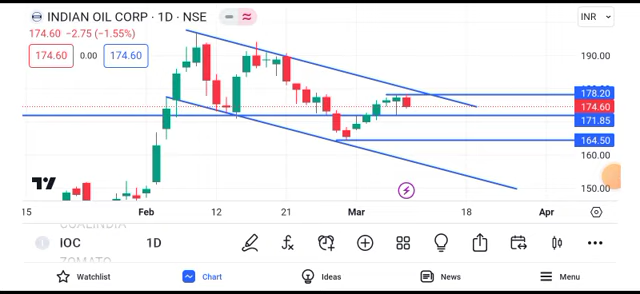 INDIAN OIL CORP · 1D · NSE
INR
174.60 −2.75 (−1.55%)
174.60 0.00 174.60
190.00
178.20
174.60
171.85
164.50
160.00
150.00
15 Feb 12 21 Mar 18 Apr
IOC 1D
ZOMATO
Watchlist Chart Ideas News Menu